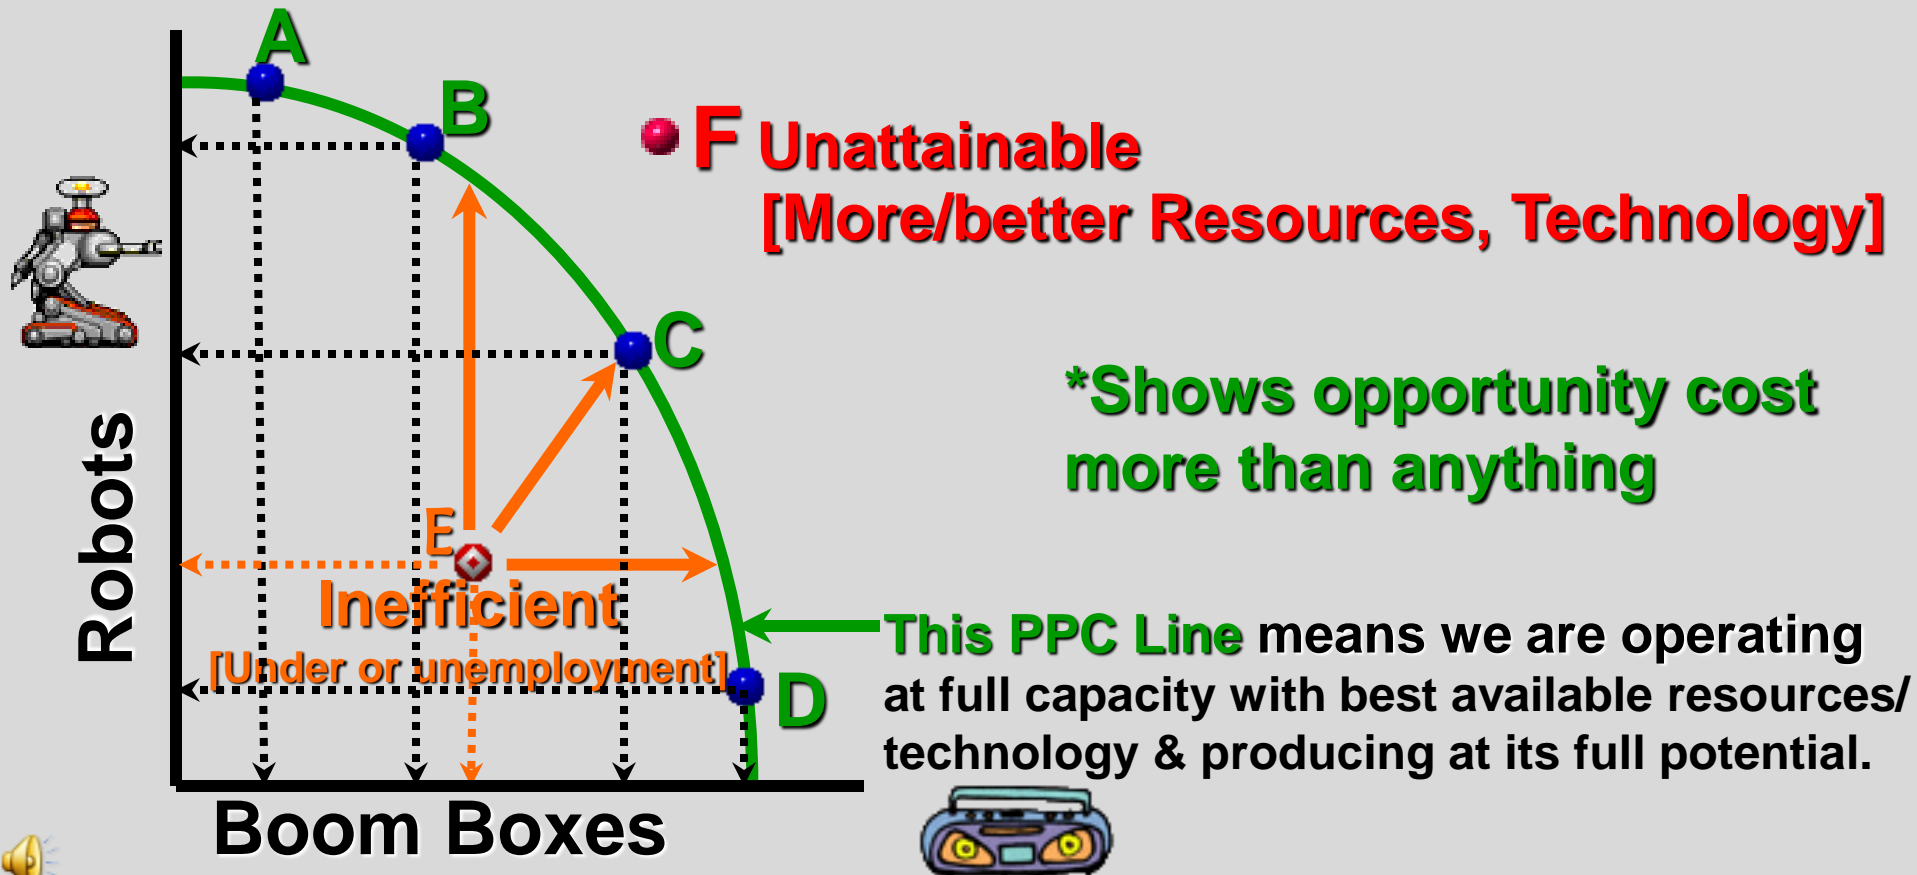 A
B
F Unattainable
[More/better Resources, Technology]
C
*Shows opportunity cost
more than anything
Robots
E
Inefficient
[Under or unemployment]
D
This PPC Line means we are operating
at full capacity with best available resources/
technology & producing at its full potential.
Boom Boxes